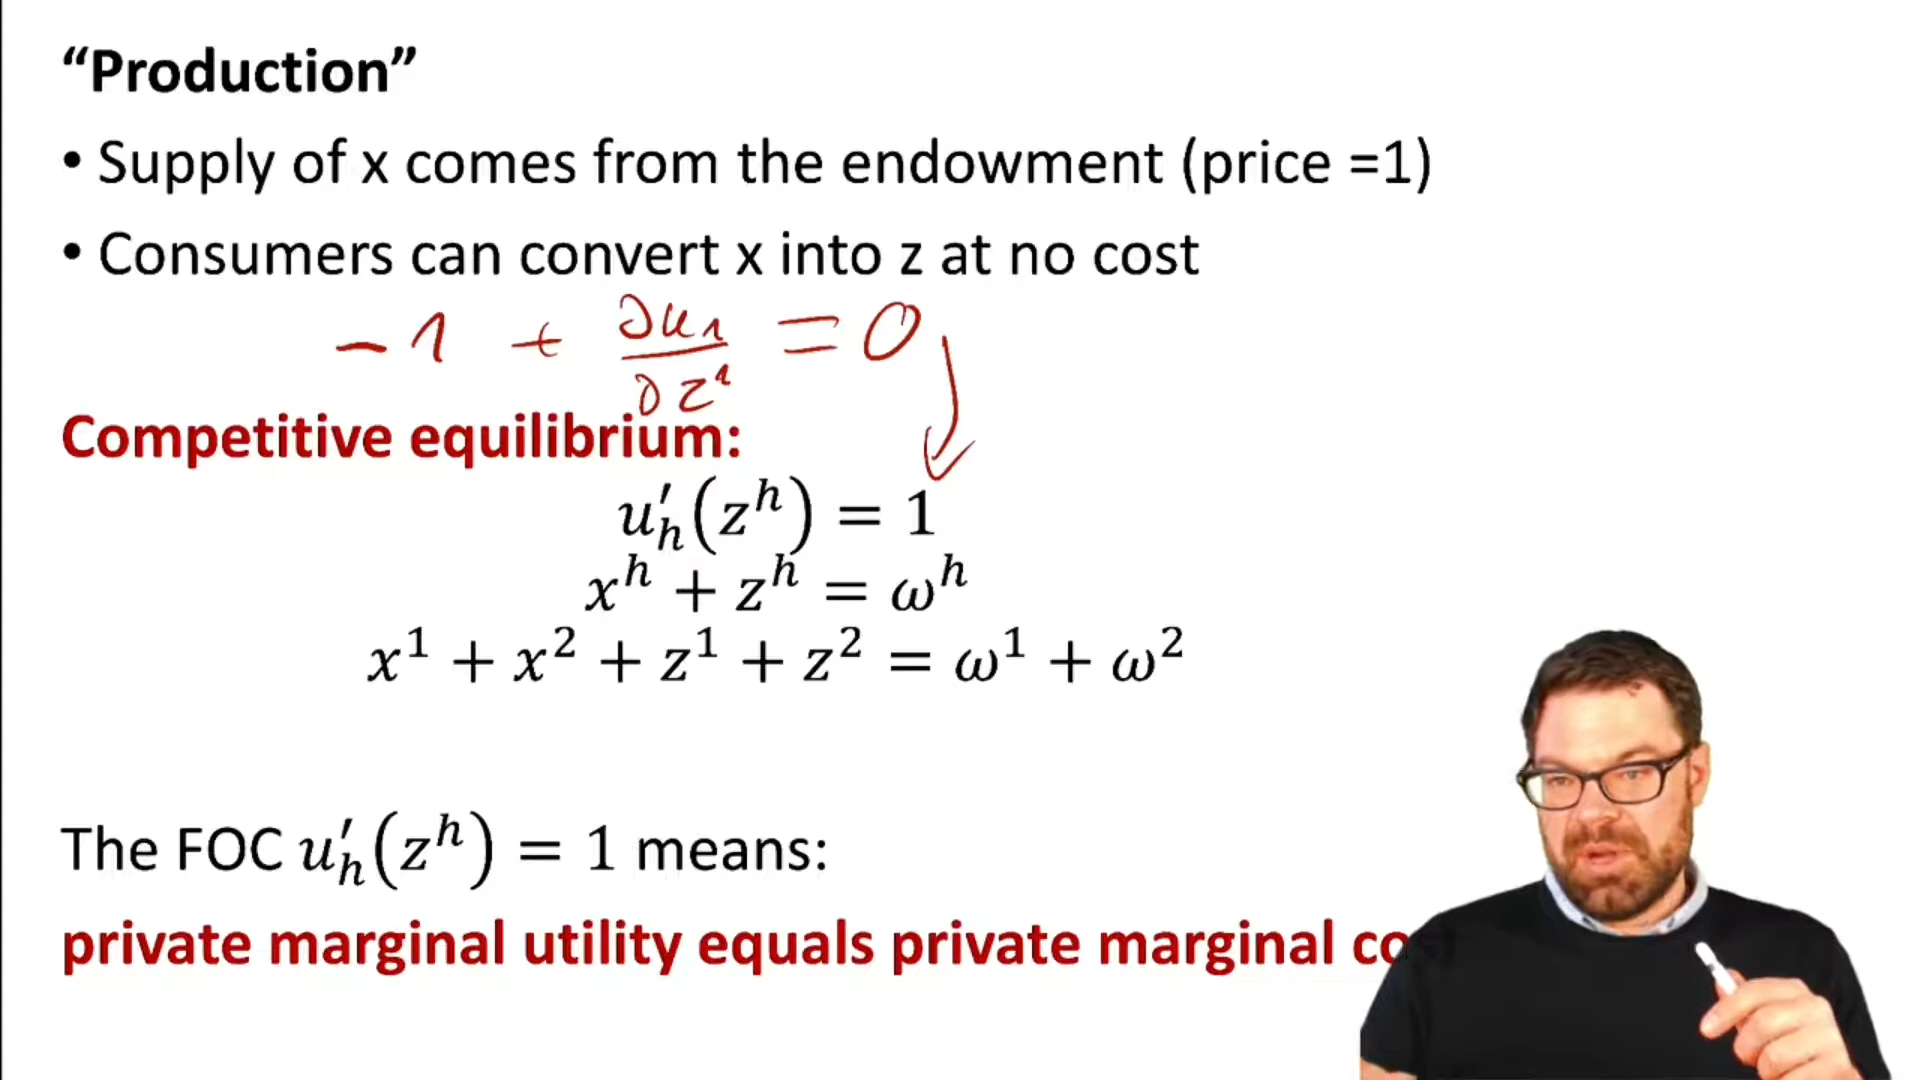 “Production”
• Supply of x comes from the endowment (price =1)
• Consumers can convert x into z at no cost
− 1 + ∂u₁/∂z¹ = 0
Competitive equilibrium:
u′ₕ(zʰ) = 1
xʰ + zʰ = ωʰ
x¹ + x² + z¹ + z² = ω¹ + ω²
The FOC u′ₕ(zʰ) = 1 means:
private marginal utility equals private marginal cost